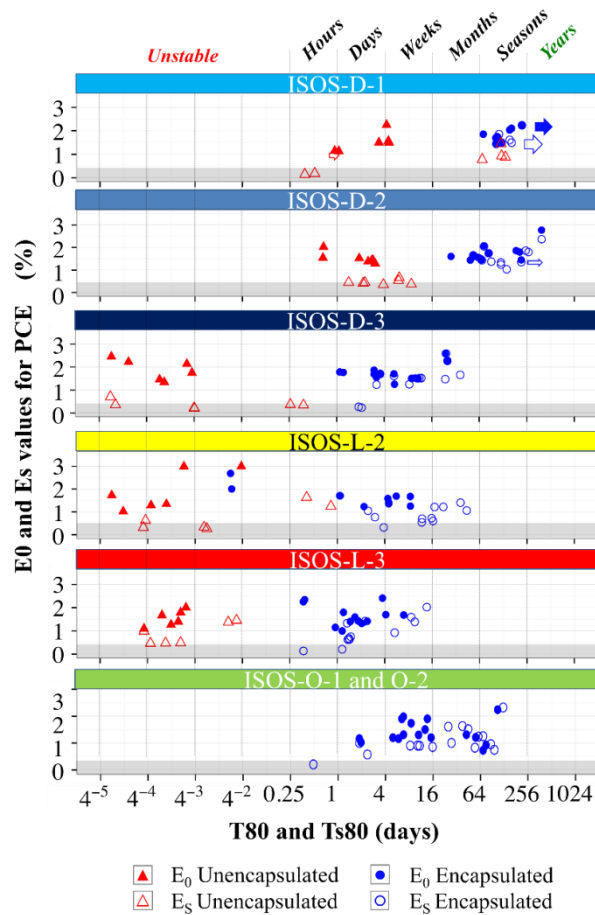 Unstable Hours Days Weeks Months Seasons Years
ISOS-D-1
3
2
1
0
ISOS-D-2
3
2
1
0
ISOS-D-3
3
2
1
0
ISOS-L-2
3
2
1
0
ISOS-L-3
3
2
1
0
ISOS-O-1 and O-2
3
2
1
0
E0 and Es values for PCE (%)
4⁻⁵ 4⁻⁴ 4⁻³ 4⁻² 0.25 1 4 16 64 256 1024
T80 and Ts80 (days)
E₀ Unencapsulated E₀ Encapsulated
E_S Unencapsulated E_S Encapsulated